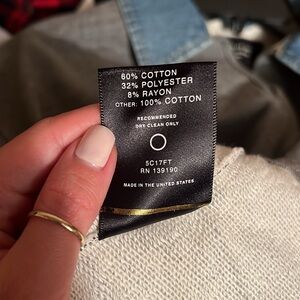 60% COTTON
32% POLYESTER
8% RAYON
OTHER: 100% COTTON
RECOMMENDED
DRY CLEAN ONLY
5C17FT
RN 139190
MADE IN THE UNITED STATES